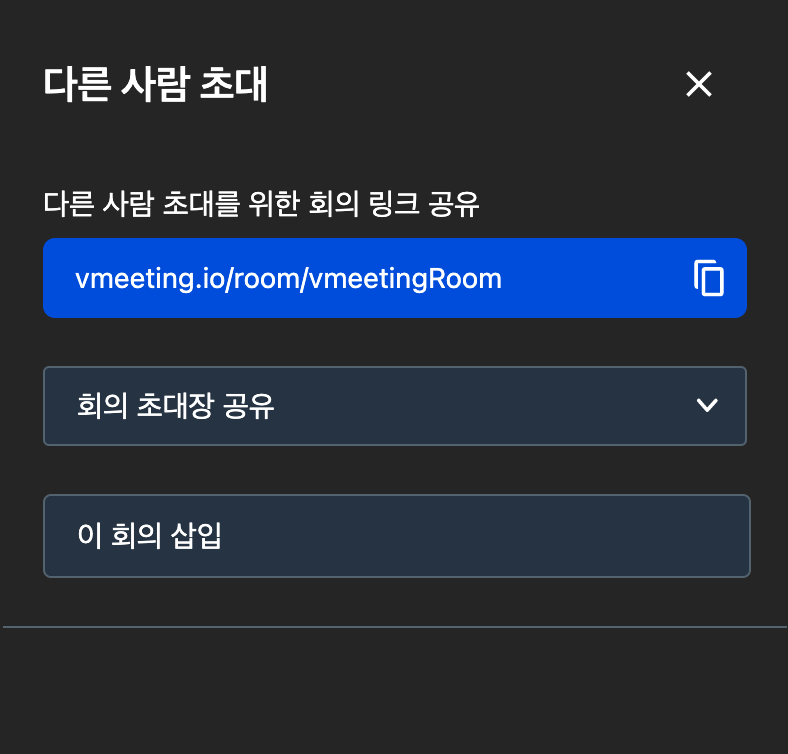 다른 사람 초대
다른 사람 초대를 위한 회의 링크 공유
vmeeting.io/room/vmeetingRoom
회의 초대장 공유
이 회의 삽입